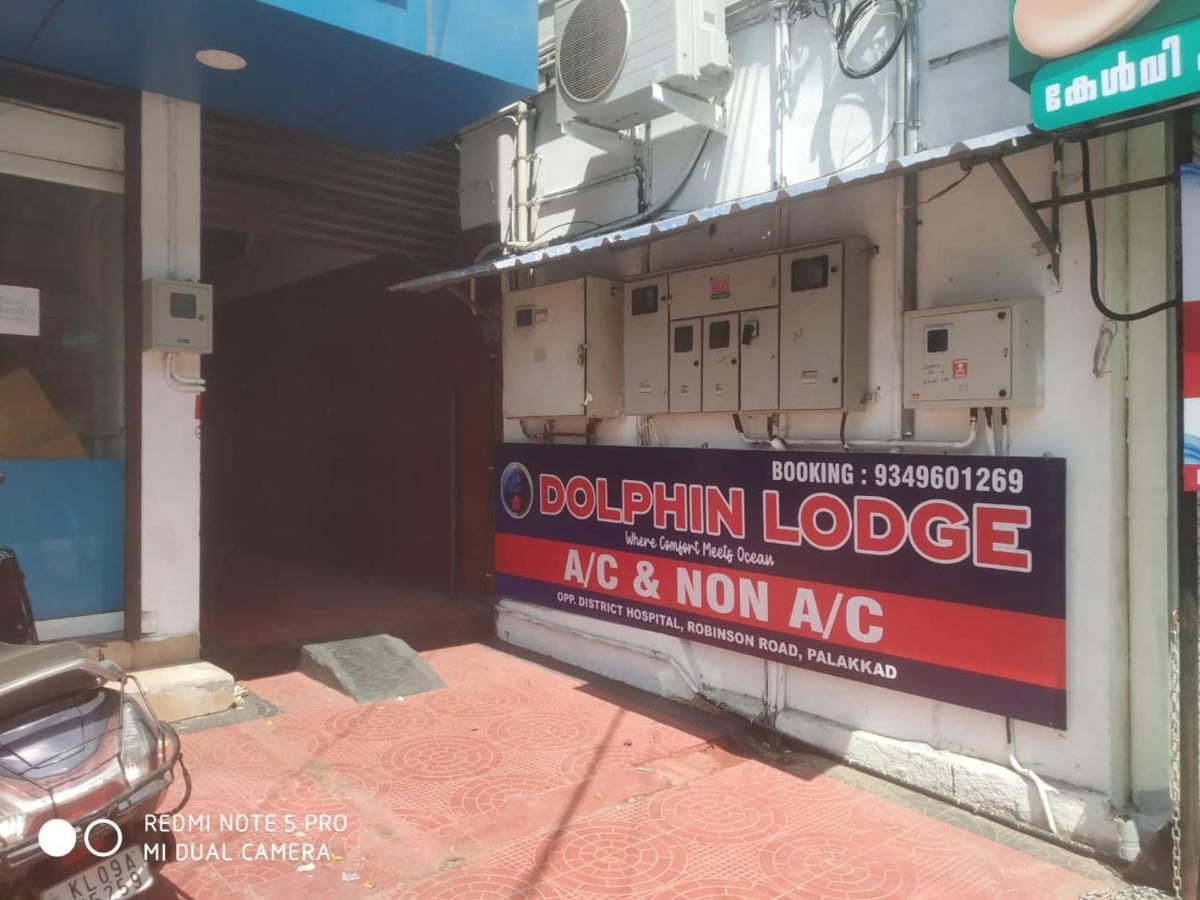 കേൾവി
BOOKING : 9349601269
DOLPHIN LODGE
Where Comfort Meets Ocean
A/C & NON A/C
OPP. DISTRICT HOSPITAL, ROBINSON ROAD, PALAKKAD
REDMI NOTE 5 PRO
MI DUAL CAMERA
KL09A